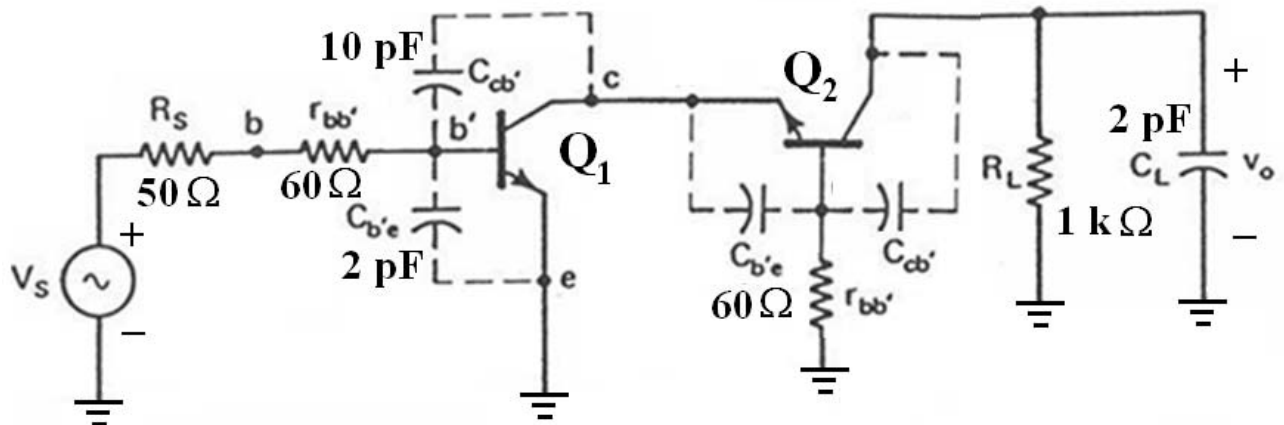 10 pF
C_cb'
c
Q_2
R_S
b
r_bb'
b'
Q_1
50 Ω
60 Ω
C_b'e
2 pF
e
V_S
+
−
C_b'e
C_cb'
60 Ω
r_bb'
R_L
1 k Ω
2 pF
C_L
+
v_o
−